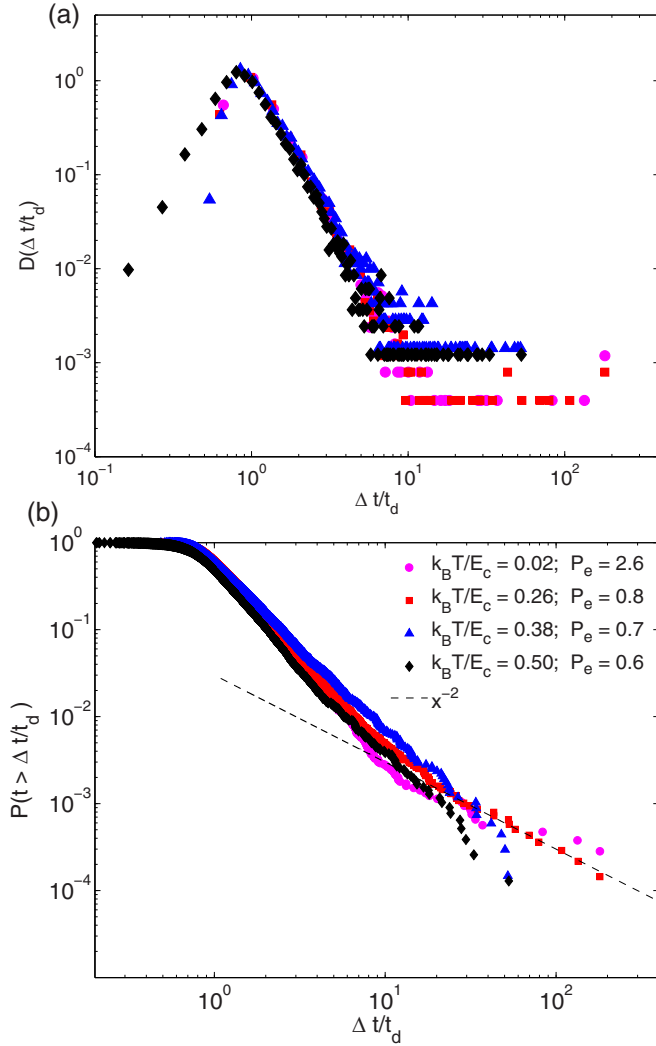 (a)
10^0
10^-1
10^-2
10^-3
10^-4
D(Δ t/t_d)
10^-1
10^0
10^1
10^2
Δ t/t_d
(b)
10^0
10^-1
10^-2
10^-3
10^-4
P(t > Δ t/t_d)
k_B T/E_c = 0.02; P_e = 2.6
k_B T/E_c = 0.26; P_e = 0.8
k_B T/E_c = 0.38; P_e = 0.7
k_B T/E_c = 0.50; P_e = 0.6
x^-2
10^0
10^1
10^2
Δ t/t_d